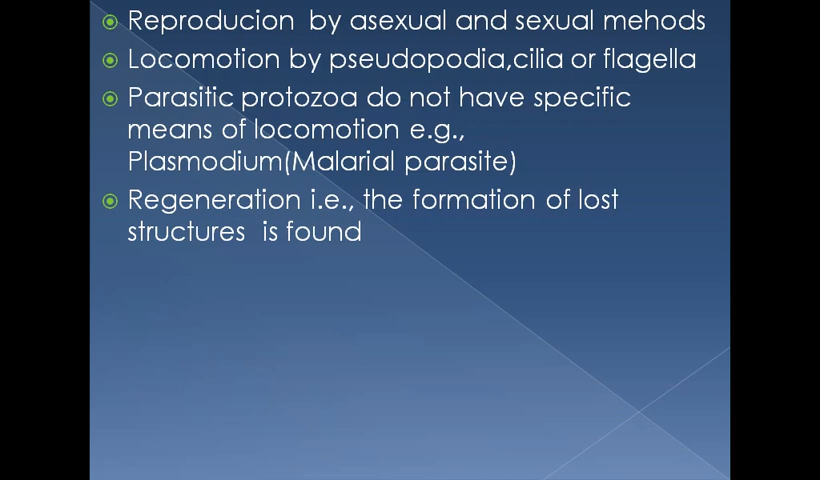 Reproducion by asexual and sexual mehods
Locomotion by pseudopodia,cilia or flagella
Parasitic protozoa do not have specific
means of locomotion e.g.,
Plasmodium(Malarial parasite)
Regeneration i.e., the formation of lost
structures is found